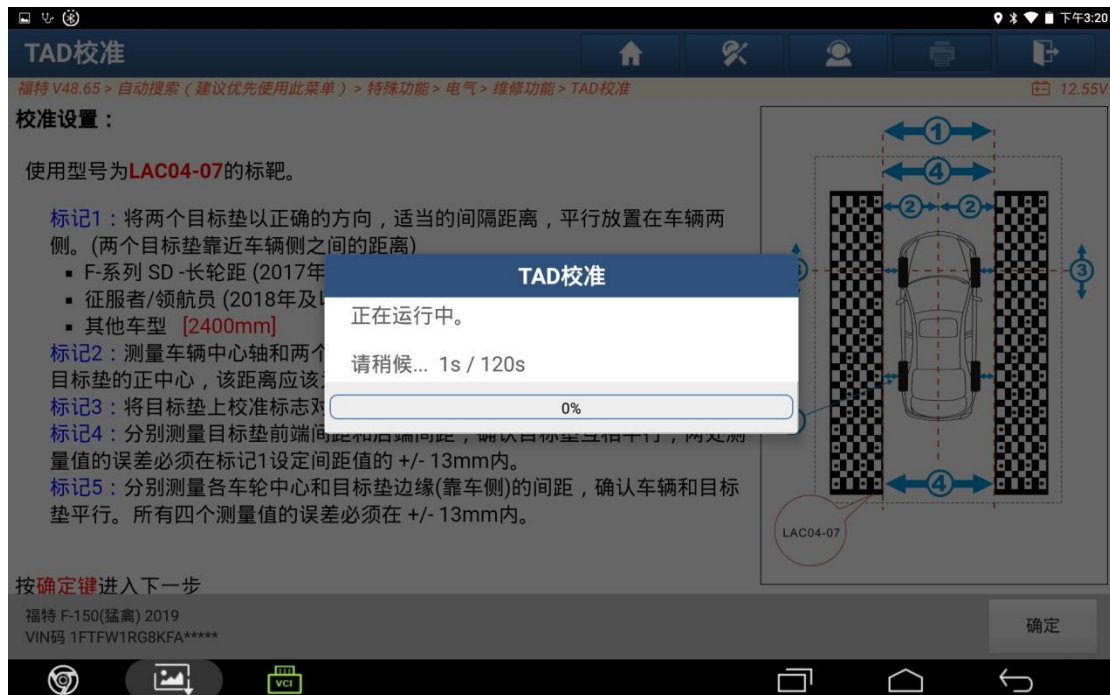 下午3:20
TAD校准
福特 V48.65 > 自动搜索（建议优先使用此菜单）> 特殊功能 > 电气 > 维修功能 > TAD校准
12.55V
校准设置：
使用型号为LAC04-07的标靶。
标记1：将两个目标垫以正确的方向，适当的间隔距离，平行放置在车辆两
侧。(两个目标垫靠近车辆侧之间的距离)
▪ F-系列 SD -长轮距 (2017年
▪ 征服者/领航员 (2018年及
▪ 其他车型 [2400mm]
标记2：测量车辆中心轴和两个
目标垫的正中心，该距离应该
标记3：将目标垫上校准标志对
标记4：分别测量目标垫前端间距和后端间距，确认目标垫互相平行，两处测
量值的误差必须在标记1设定间距值的 +/- 13mm内。
标记5：分别测量各车轮中心和目标垫边缘(靠车侧)的间距，确认车辆和目标
垫平行。所有四个测量值的误差必须在 +/- 13mm内。
按确定键进入下一步
TAD校准
正在运行中。
请稍候... 1s / 120s
0%
1
4
2 2
3
4
LAC04-07
福特 F-150(猛禽) 2019
VIN码 1FTFW1RG8KFA*****
确定
VCI